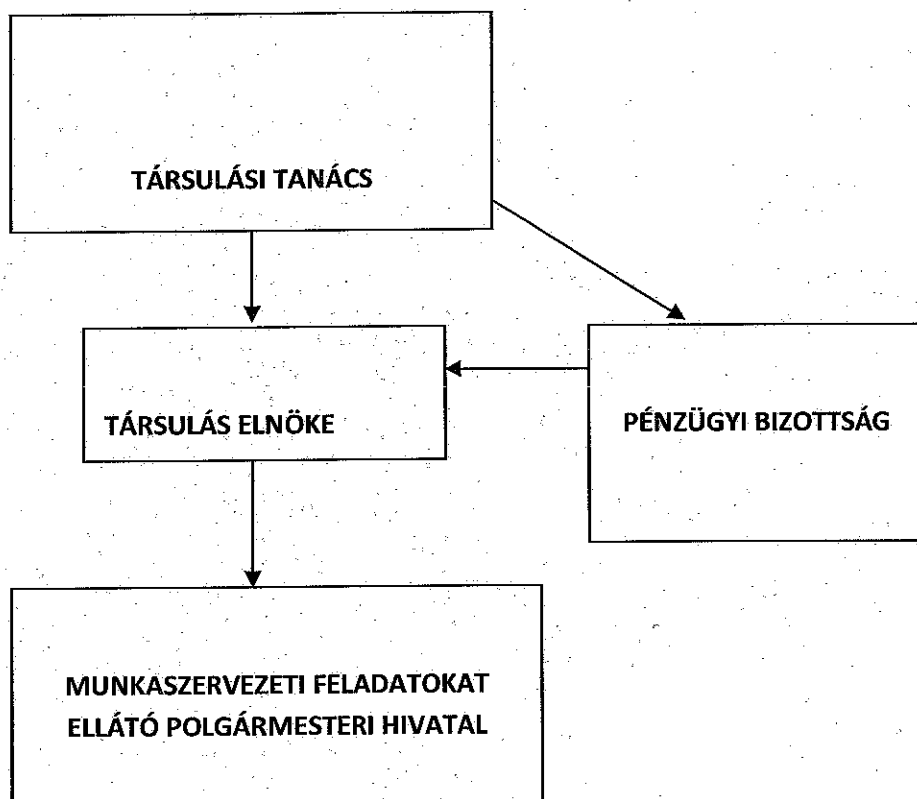 TÁRSULÁSI TANÁCS
TÁRSULÁS ELNÖKE
PÉNZÜGYI BIZOTTSÁG
MUNKASZERVEZETI FELADATOKAT
ELLÁTÓ POLGÁRMESTERI HIVATAL